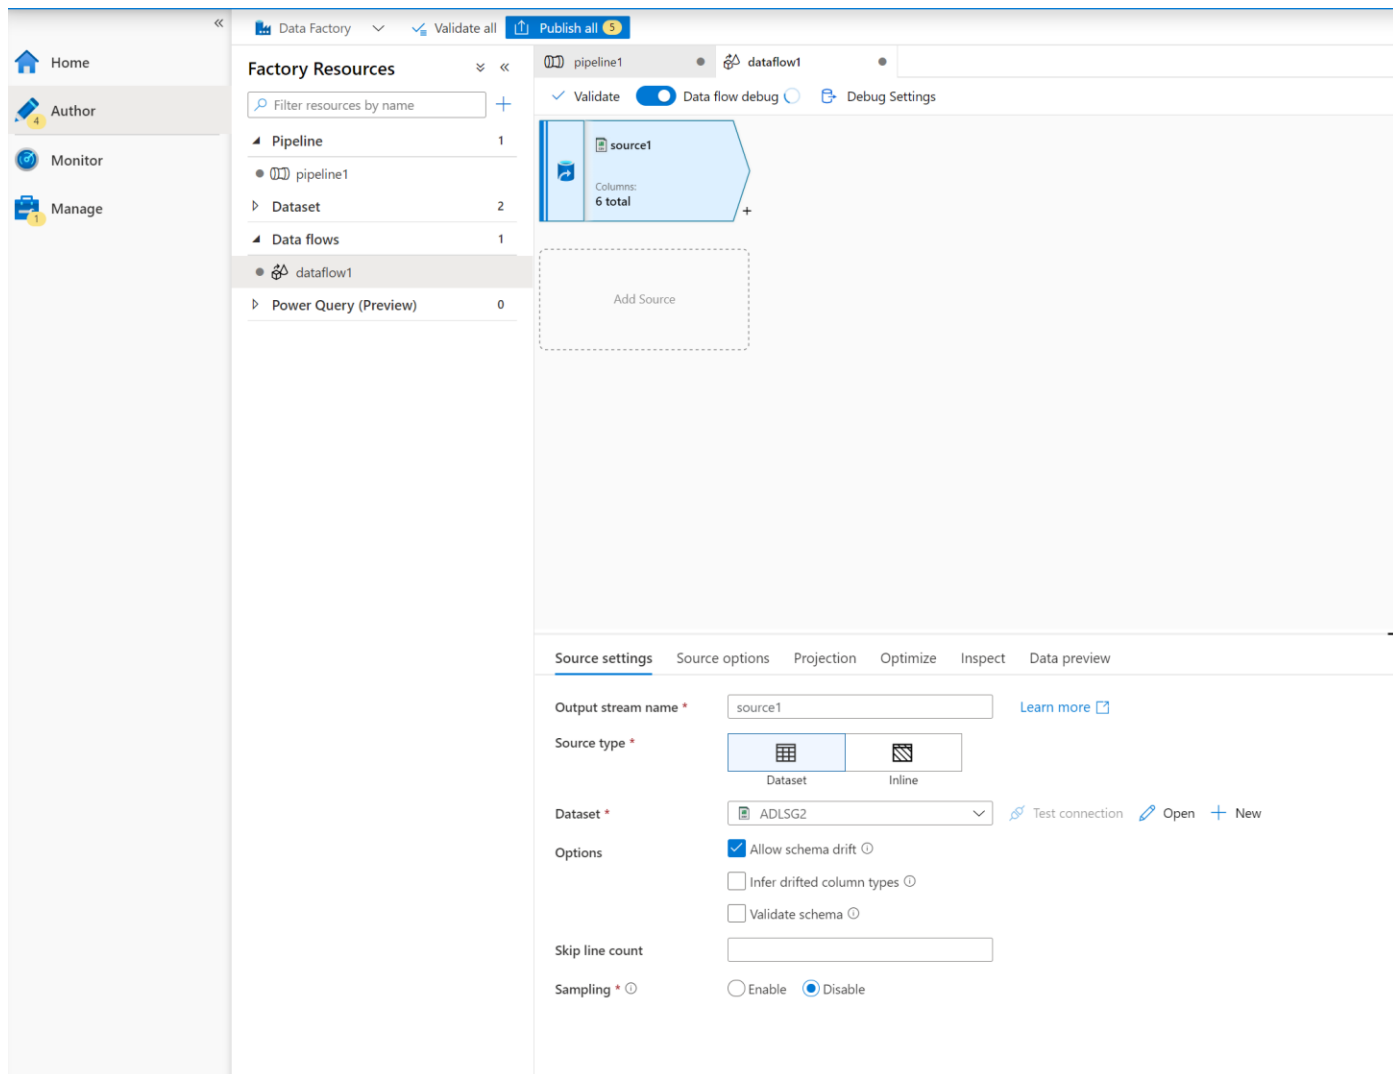 Data Factory
Validate all
Publish all 5
Home
Author
4
Monitor
Manage
1
Factory Resources
Filter resources by name
Pipeline 1
pipeline1
Dataset 2
Data flows 1
dataflow1
Power Query (Preview) 0
pipeline1
dataflow1
Validate
Data flow debug
Debug Settings
source1
Columns:
6 total
+
Add Source
Source settings
Source options
Projection
Optimize
Inspect
Data preview
Output stream name *
source1
Learn more
Source type *
Dataset
Inline
Dataset *
ADLSG2
Test connection
Open
New
Options
Allow schema drift
Infer drifted column types
Validate schema
Skip line count
Sampling *
Enable
Disable